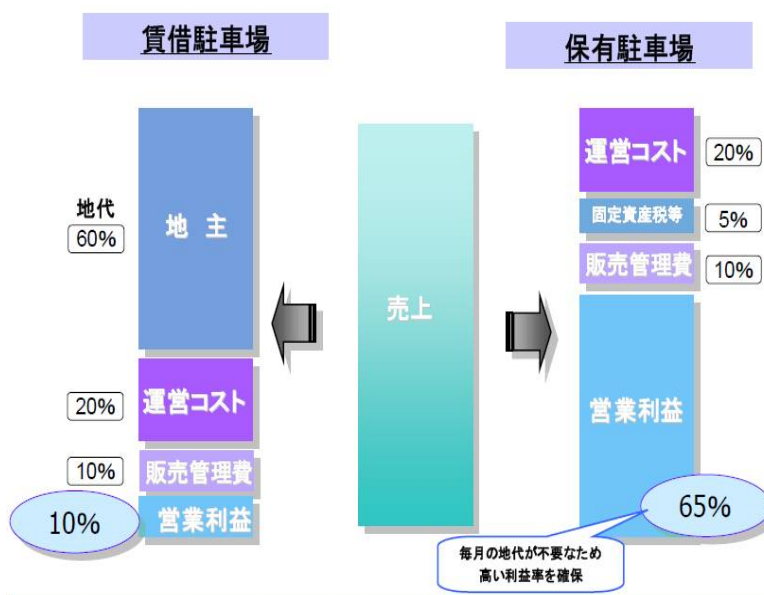 賃借駐車場
地代
60%
地 主
20%
運営コスト
10%
販売管理費
10%
営業利益
売上
保有駐車場
運営コスト
20%
固定資産税等
5%
販売管理費
10%
営業利益
65%
毎月の地代が不要なため
高い利益率を確保